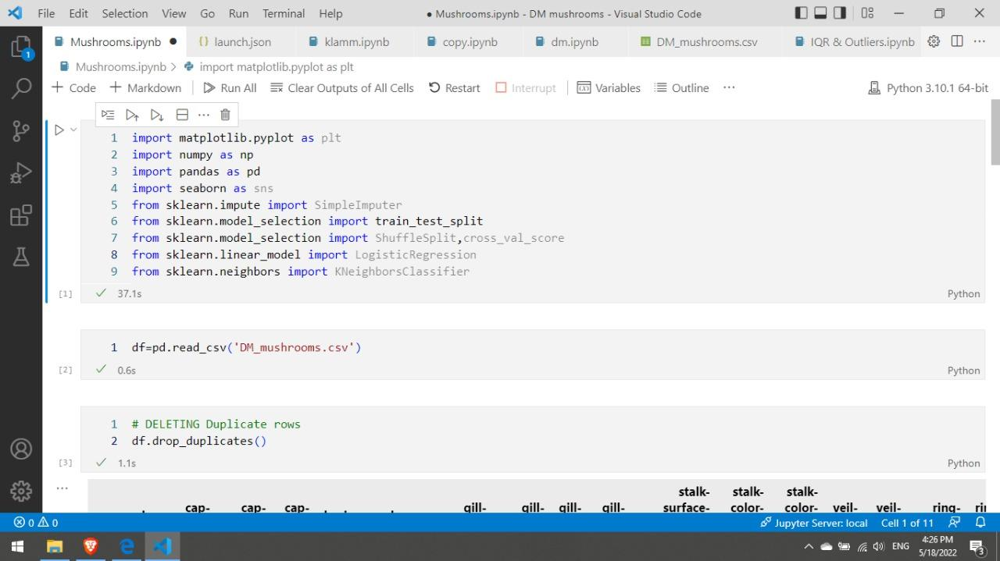 File Edit Selection View Go Run Terminal Help ● Mushrooms.ipynb - DM mushrooms - Visual Studio Code
Mushrooms.ipynb ● {} launch.json klamm.ipynb copy.ipynb dm.ipynb DM_mushrooms.csv IQR & Outliers.ipynb ...
1
Mushrooms.ipynb > import matplotlib.pyplot as plt
+ Code + Markdown Run All Clear Outputs of All Cells Restart Interrupt Variables Outline ... Python 3.10.1 64-bit
1 import matplotlib.pyplot as plt
2 import numpy as np
3 import pandas as pd
4 import seaborn as sns
5 from sklearn.impute import SimpleImputer
6 from sklearn.model_selection import train_test_split
7 from sklearn.model_selection import ShuffleSplit,cross_val_score
8 from sklearn.linear_model import LogisticRegression
9 from sklearn.neighbors import KNeighborsClassifier
[1] ✓ 37.1s Python
1 df=pd.read_csv('DM_mushrooms.csv')
[2] ✓ 0.6s Python
1 # DELETING Duplicate rows
2 df.drop_duplicates()
[3] ✓ 1.1s Python
... stalk- stalk- stalk-
cap- cap- cap- gill- gill- gill- gill- surface- color- color- veil- veil- ring-
0 0 Jupyter Server: local Cell 1 of 11
ENG 4:26 PM
5/18/2022 3